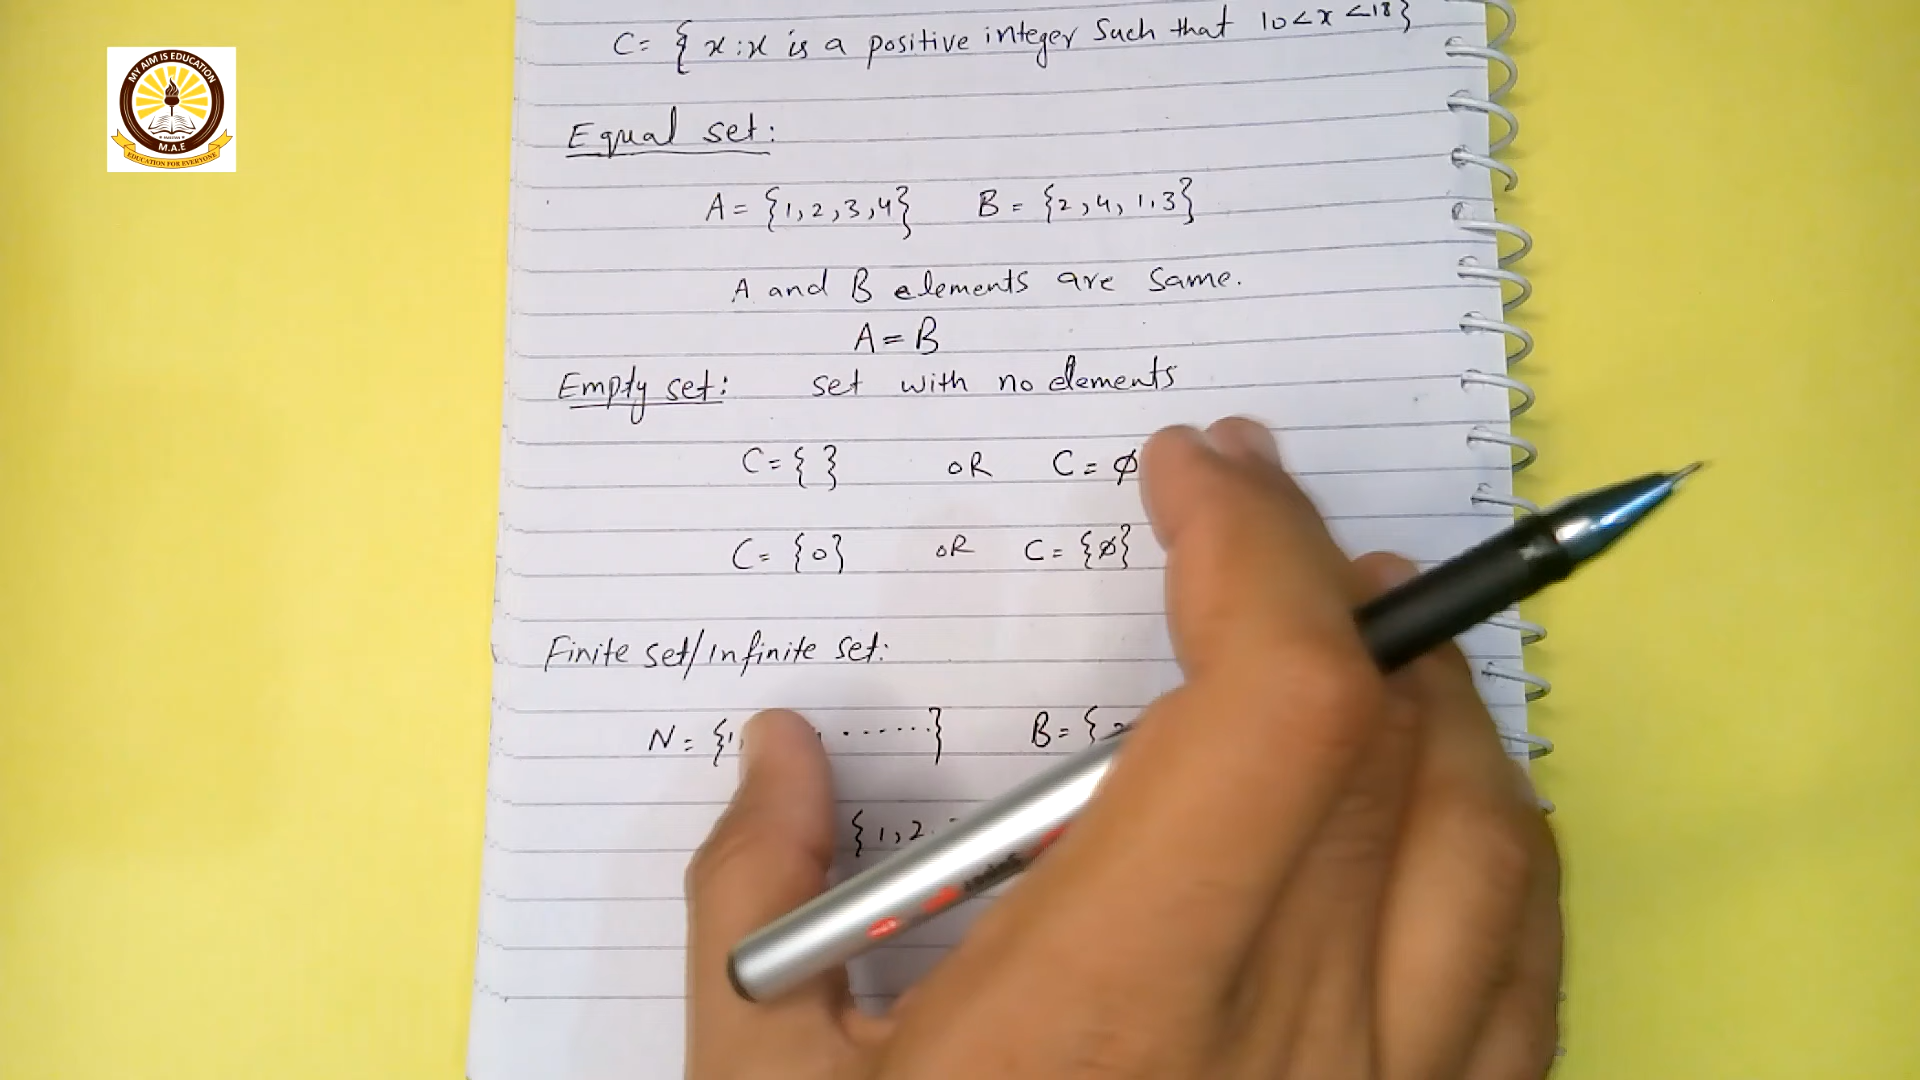 MY AIM IS EDUCATION
M.A.E
EDUCATION FOR EVERYONE
C = { x : x is a positive integer such that 10 < x < 18 }
Equal set:
A = {1, 2, 3, 4} B = {2, 4, 1, 3}
A and B elements are same.
A = B
Empty set: set with no elements
C = { } OR C = ϕ
C = {0} OR C = {ϕ}
Finite set/infinite set:
N = {1, ......} B = {
{1, 2